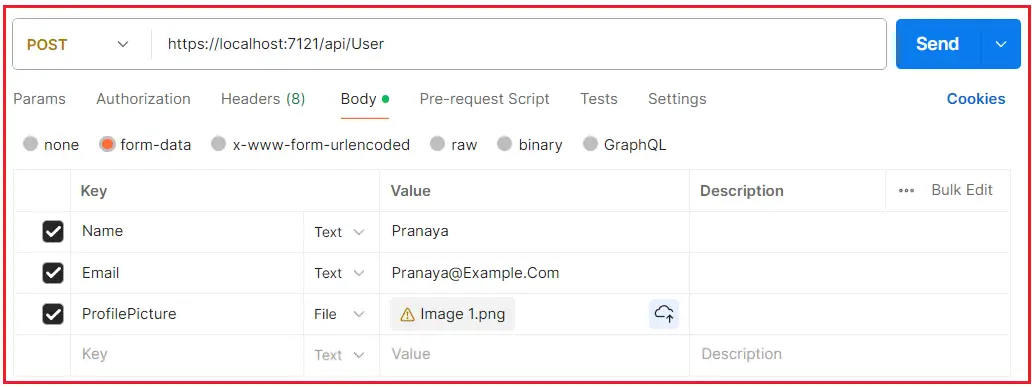 POST https://localhost:7121/api/User Send
Params Authorization Headers (8) Body Pre-request Script Tests Settings Cookies
none form-data x-www-form-urlencoded raw binary GraphQL
Key Value Description ••• Bulk Edit
Name Text Pranaya
Email Text Pranaya@Example.Com
ProfilePicture File Image 1.png
Key Text Value Description